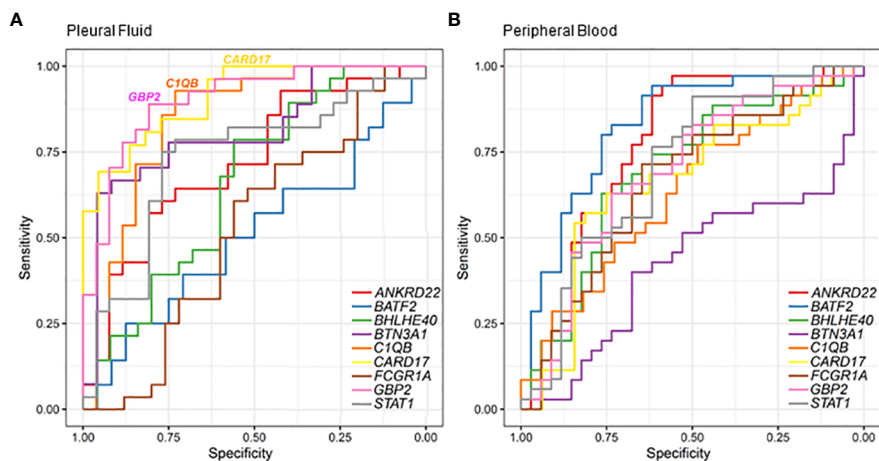 A
Pleural Fluid
1.00
0.75
0.50
0.25
0.00
Sensitivity
GBP2
C1QB
CARD17
ANKRD22
BATF2
BHLHE40
BTN3A1
C1QB
CARD17
FCGR1A
GBP2
STAT1
1.00 0.75 0.50 0.25 0.00
Specificity
B
Peripheral Blood
1.00
0.75
0.50
0.25
0.00
Sensitivity
ANKRD22
BATF2
BHLHE40
BTN3A1
C1QB
CARD17
FCGR1A
GBP2
STAT1
1.00 0.75 0.50 0.25 0.00
Specificity